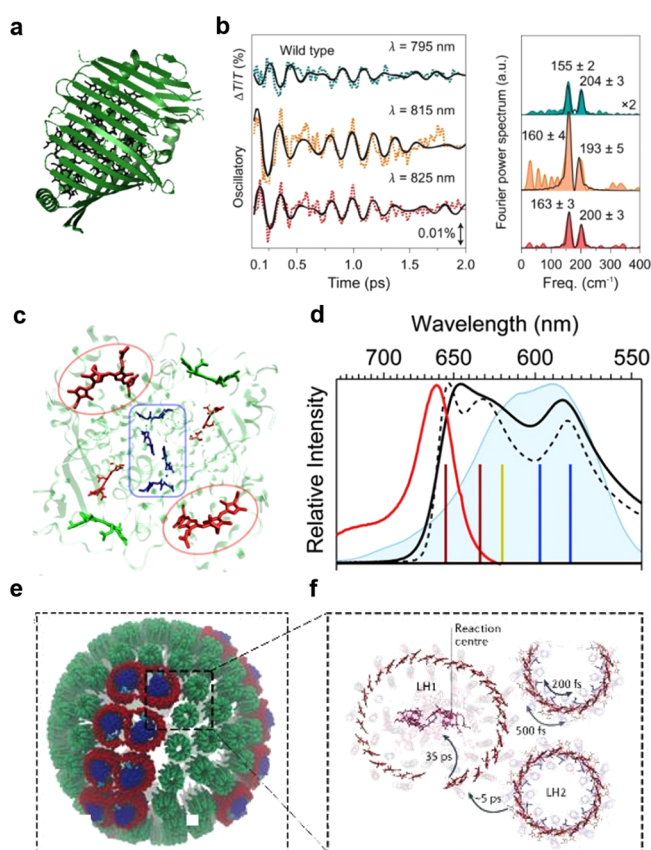 a
b
Wild type
λ = 795 nm
λ = 815 nm
λ = 825 nm
0.01%
Oscillatory ΔT/T (%)
0.1 0.5 1.0 1.5 2.0
Time (ps)
155 ± 2
204 ± 3
×2
160 ± 4
193 ± 5
163 ± 3
200 ± 3
Fourier power spectrum (a.u.)
0 100 200 300 400
Freq. (cm⁻¹)
c
d
Wavelength (nm)
700 650 600 550
Relative Intensity
e
f
Reaction
centre
LH1
200 fs
500 fs
35 ps
~5 ps
LH2